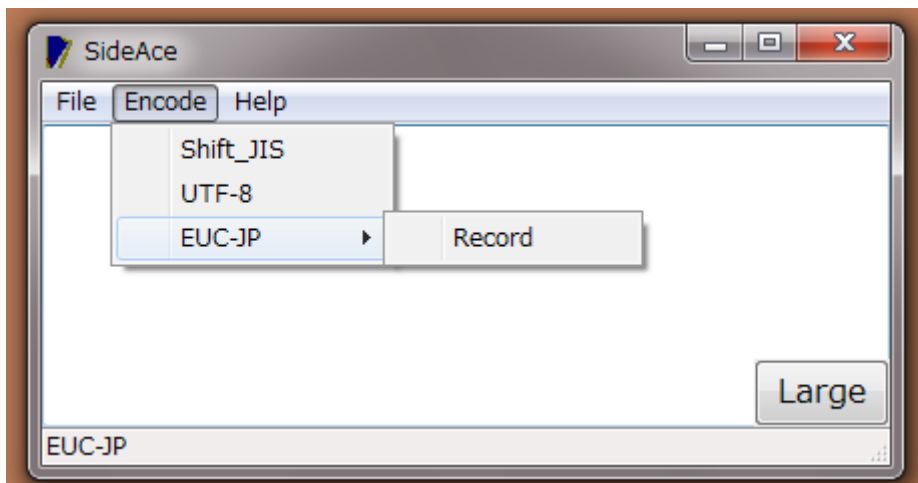 SideAce
File Encode Help
Shift_JIS
UTF-8
EUC-JP Record
Large
EUC-JP